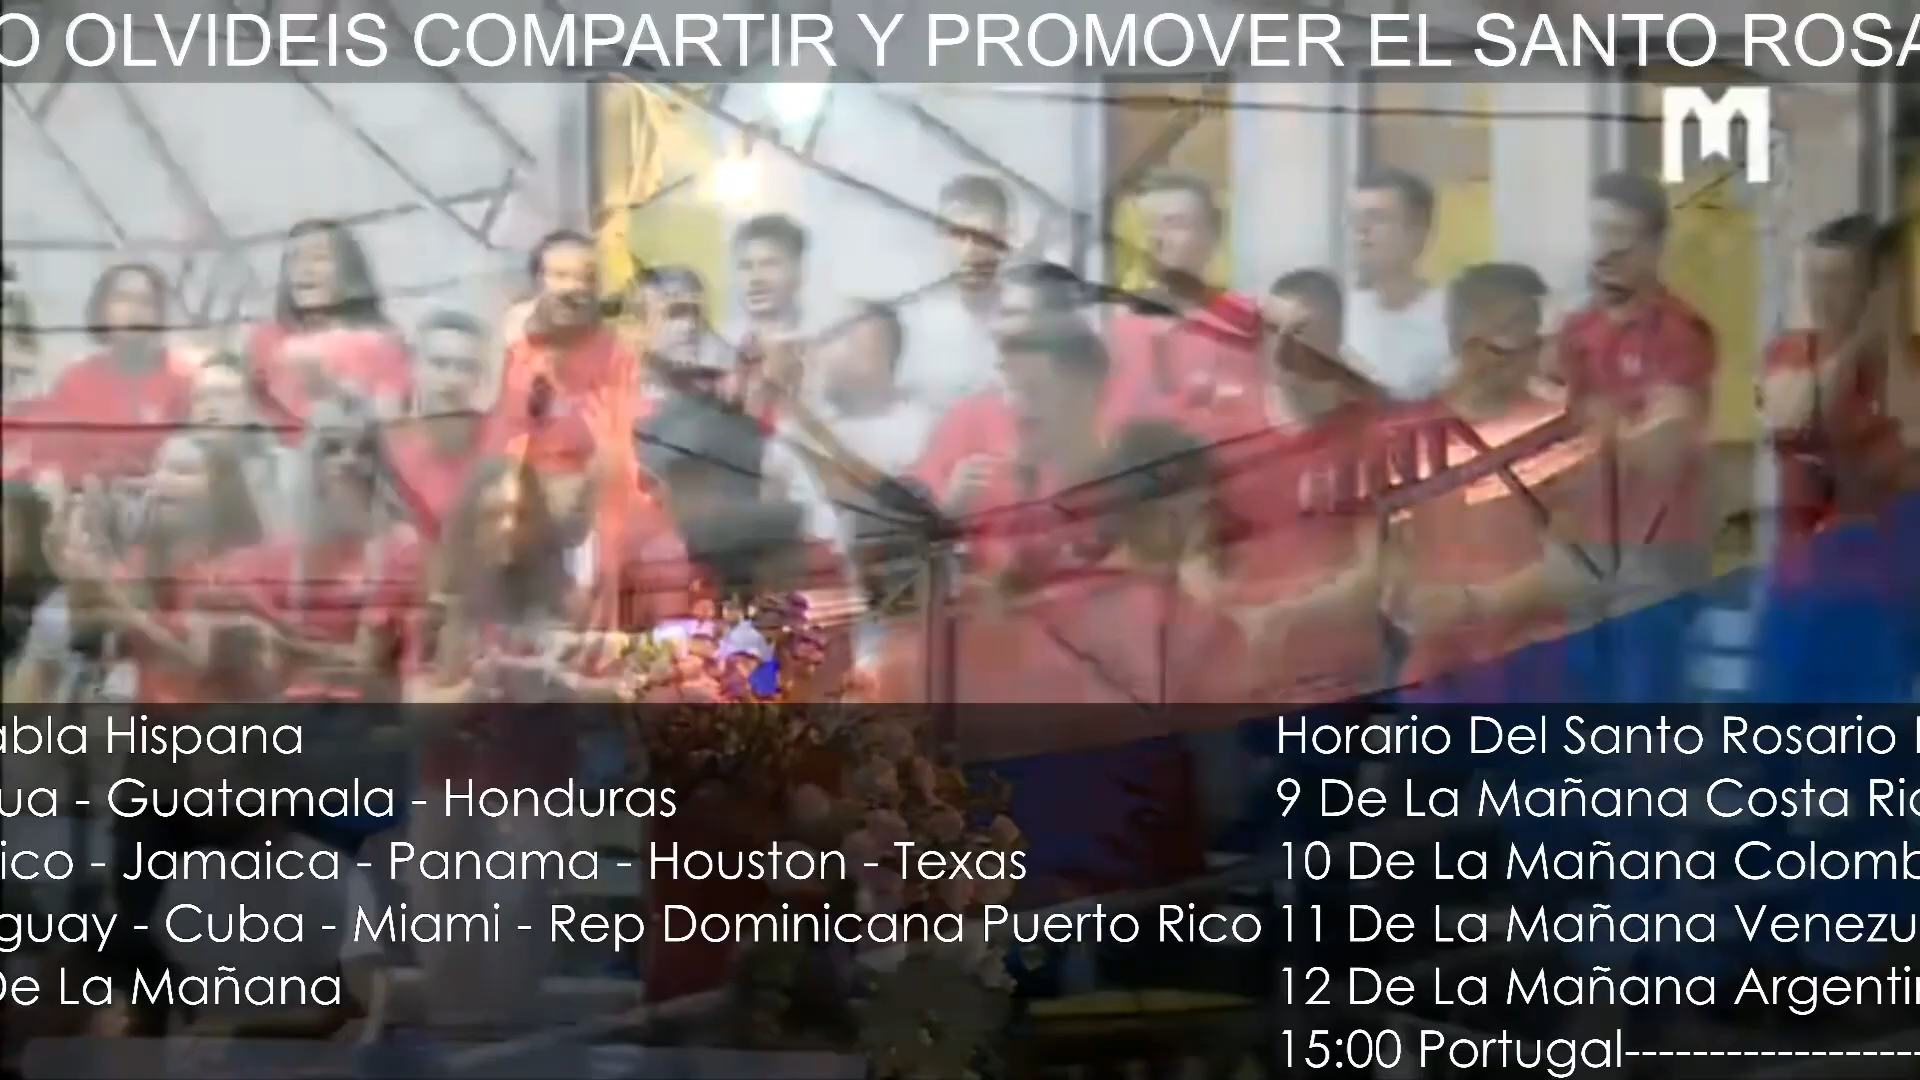 O OLVIDEIS COMPARTIR Y PROMOVER EL SANTO ROSA
M
abla Hispana
ua - Guatamala - Honduras
ico - Jamaica - Panama - Houston - Texas
guay - Cuba - Miami - Rep Dominicana Puerto Rico
De La Mañana
Horario Del Santo Rosario
9 De La Mañana Costa Ric
10 De La Mañana Colomb
11 De La Mañana Venezu
12 De La Mañana Argentin
15:00 Portugal------------------